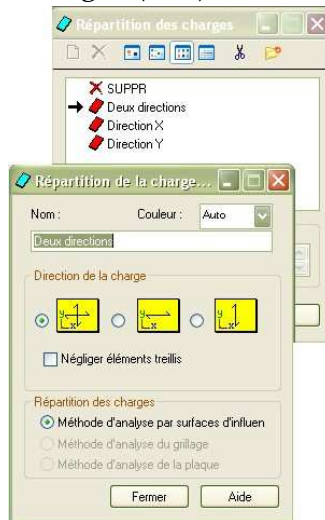 Répartition des charges
SUPPR
Deux directions
Direction X
Direction Y
Répartition de la charge...
Nom :
Couleur :
Auto
Deux directions
Direction de la charge
y
x
y
x
y
x
Négliger éléments treillis
Répartition des charges
Méthode d'analyse par surfaces d'influen
Méthode d'analyse du grillage
Méthode d'analyse de la plaque
Fermer
Aide